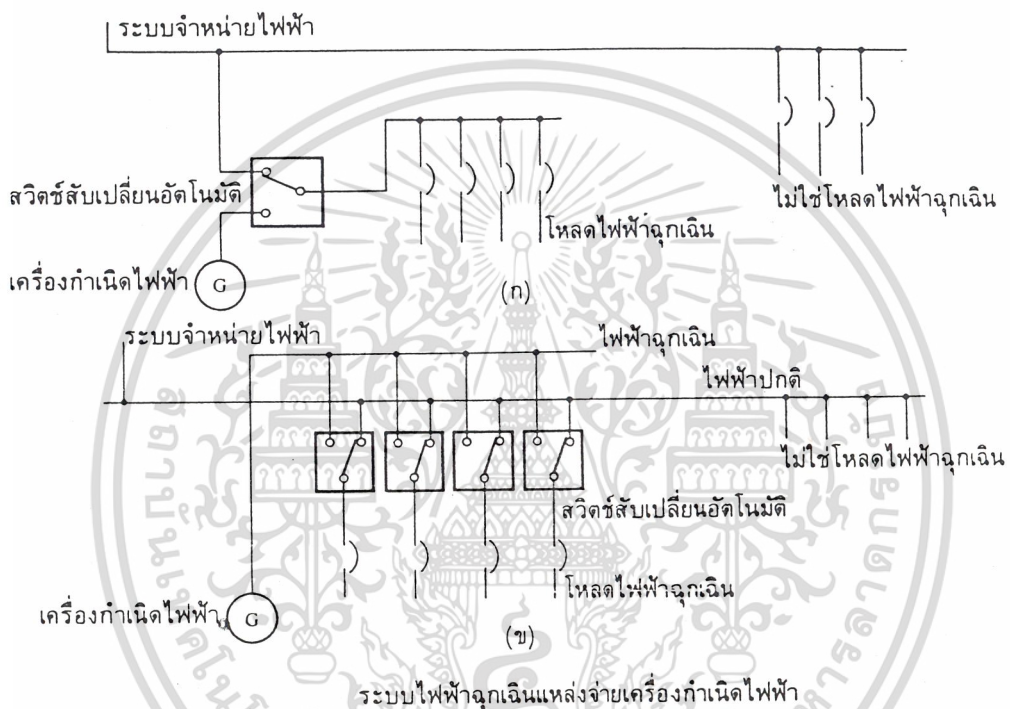 ระบบจำหน่ายไฟฟ้า
สวิตช์สับเปลี่ยนอัตโนมัติ
ไม่ใช่โหลดไฟฟ้าฉุกเฉิน
โหลดไฟฟ้าฉุกเฉิน
เครื่องกำเนิดไฟฟ้า
G
(ก)
ระบบจำหน่ายไฟฟ้า
ไฟฟ้าฉุกเฉิน
ไฟฟ้าปกติ
ไม่ใช่โหลดไฟฟ้าฉุกเฉิน
สวิตช์สับเปลี่ยนอัตโนมัติ
โหลดไฟฟ้าฉุกเฉิน
เครื่องกำเนิดไฟฟ้า
G
(ข)
ระบบไฟฟ้าฉุกเฉินแหล่งจ่ายเครื่องกำเนิดไฟฟ้า